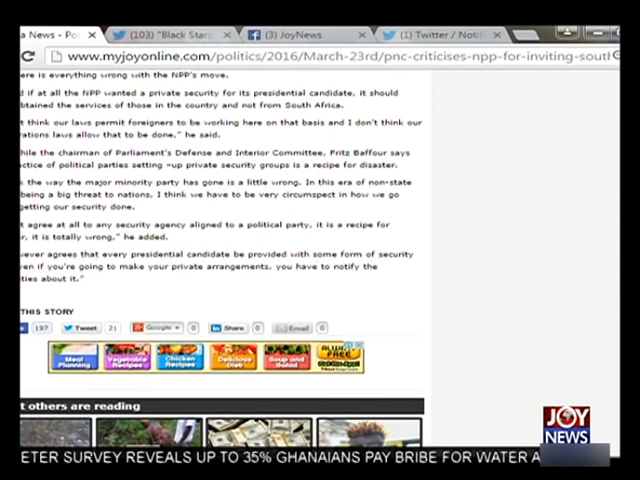 a News - Po
(103) "Black Stars
(3) JoyNews
(1) Twitter / Notifi
www.myjoyonline.com/politics/2016/March-23rd/pnc-criticises-npp-for-inviting-sout
ere is everything wrong with the NPP's move.
d if at all the NPP wanted a private security for its presidential candidate, it should
btained the services of those in the country and not from South Africa.
t think our laws permit foreigners to be working here on that basis and I don't think our
rations laws allow that to be done," he said.
hile the chairman of Parliament's Defense and Interior Committee, Fritz Baffour says
ctice of political parties setting -up private security groups is a recipe for disaster.
k the way the major minority party has gone is a little wrong. In this era of non-state
being a big threat to nations, I think we have to be very circumspect in how we go
getting our security done.
t agree at all to any security agency aligned to a political party, it is a recipe for
r, it is totally wrong," he added.
wever agrees that every presidential candidate be provided with some form of security
en if you're going to make your private arrangements, you have to notify the
ties about it."
THIS STORY
197 Tweet 21 Google + 0 Share 0 Email 0
Meal Planning
Vegetable Recipes
Chicken Recipes
Delicious Diet
Soup and Salad
FREE
t others are reading
JOY
NEWS
ETER SURVEY REVEALS UP TO 35% GHANAIANS PAY BRIBE FOR WATER A